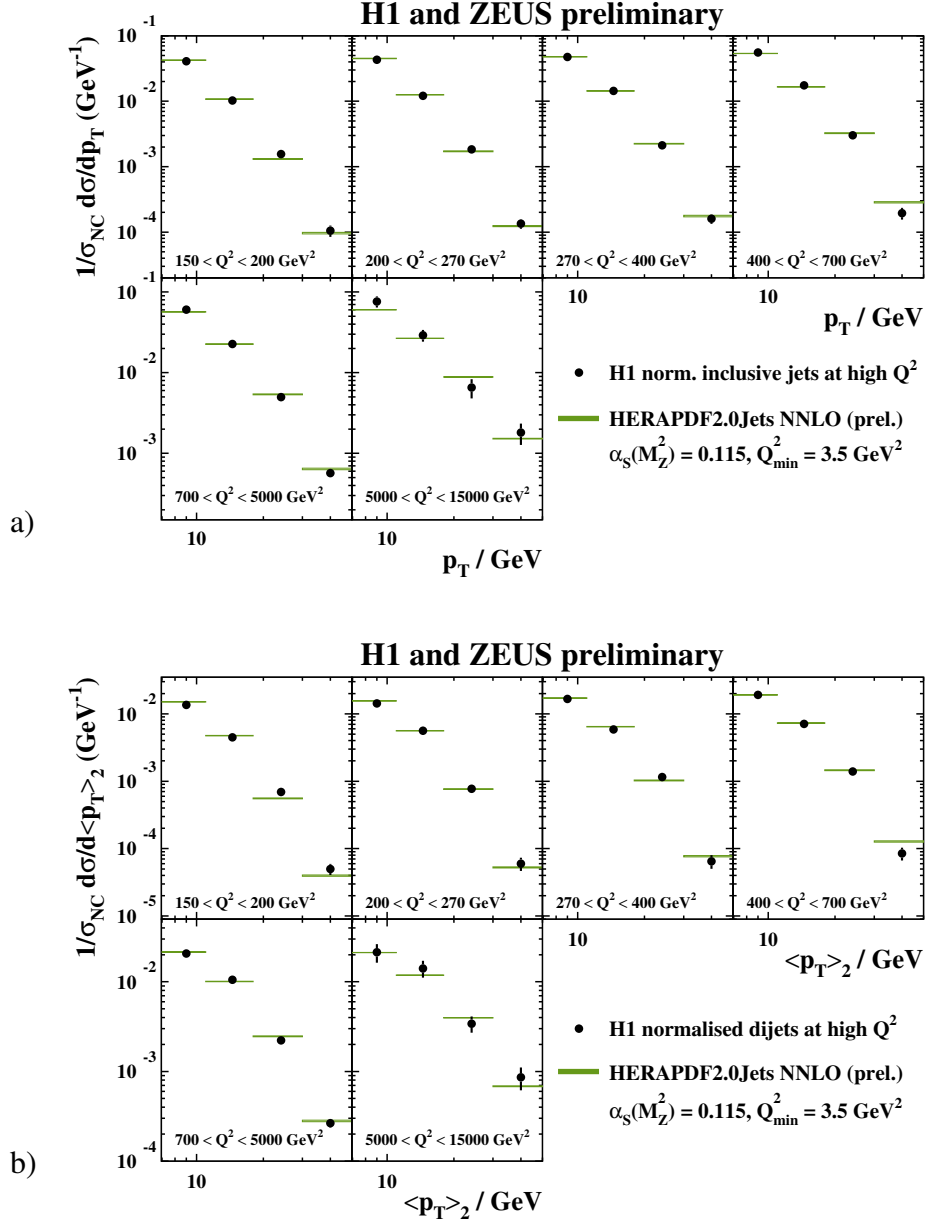 H1 and ZEUS preliminary
1/σ_NC dσ/dp_T (GeV^-1)
10^-1
10^-2
10^-3
10^-4
150 < Q² < 200 GeV²
200 < Q² < 270 GeV²
270 < Q² < 400 GeV²
400 < Q² < 700 GeV²
10^-1
10^-2
10^-3
10
10
p_T / GeV
700 < Q² < 5000 GeV²
5000 < Q² < 15000 GeV²
H1 norm. inclusive jets at high Q²
HERAPDF2.0Jets NNLO (prel.)
α_S(M_Z²) = 0.115, Q²_min = 3.5 GeV²
a)
10
10
p_T / GeV
H1 and ZEUS preliminary
1/σ_NC dσ/d<p_T>_2 (GeV^-1)
10^-2
10^-3
10^-4
10^-5
150 < Q² < 200 GeV²
200 < Q² < 270 GeV²
270 < Q² < 400 GeV²
400 < Q² < 700 GeV²
10^-2
10^-3
10^-4
10
10
<p_T>_2 / GeV
700 < Q² < 5000 GeV²
5000 < Q² < 15000 GeV²
H1 normalised dijets at high Q²
HERAPDF2.0Jets NNLO (prel.)
α_S(M_Z²) = 0.115, Q²_min = 3.5 GeV²
b)
10
10
<p_T>_2 / GeV